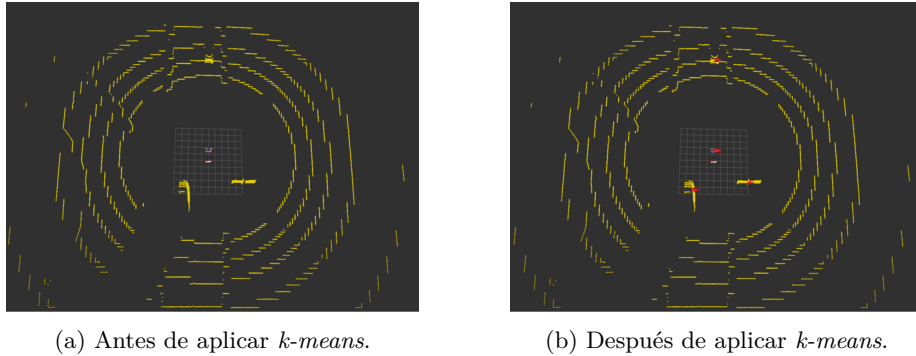 (a) Antes de aplicar k-means.
(b) Después de aplicar k-means.